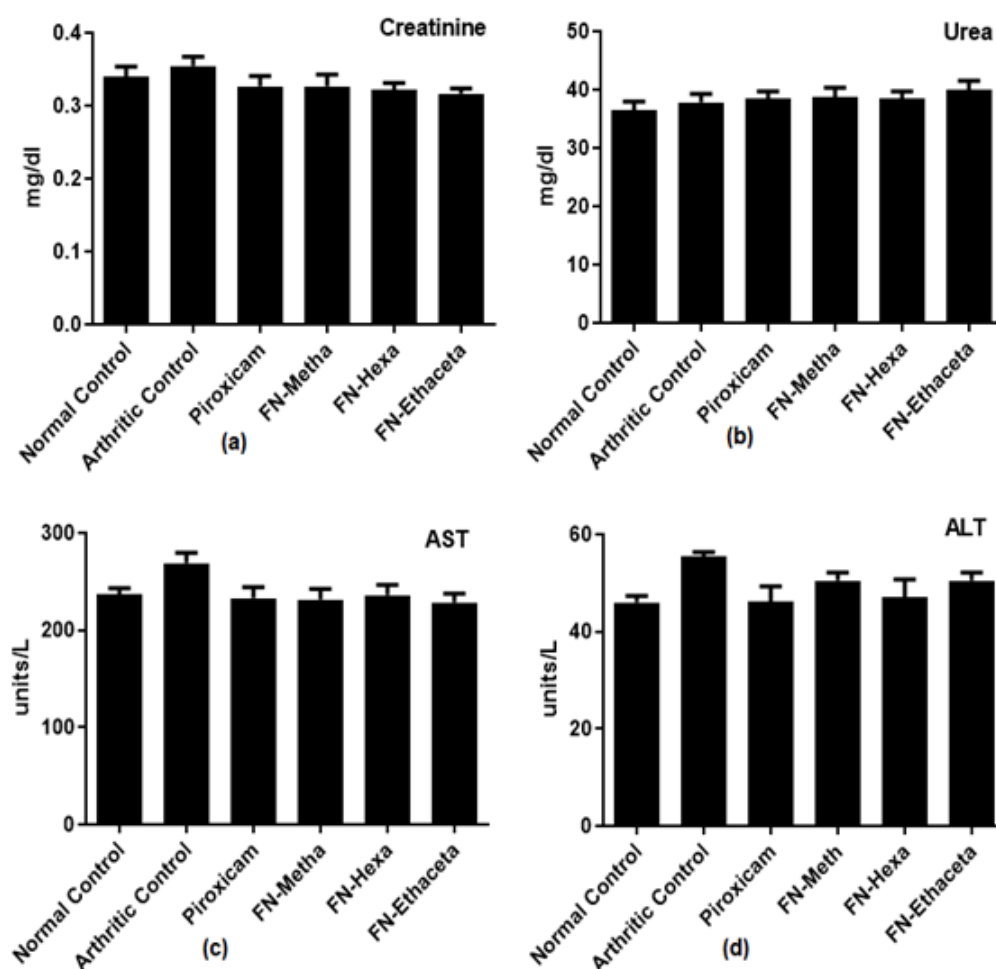 Creatinine
mg/dl
0.4
0.3
0.2
0.1
0.0
Normal Control
Arthritic Control
Piroxicam
FN-Metha
FN-Hexa
FN-Ethaceta
(a)
Urea
mg/dl
50
40
30
20
10
0
Normal Control
Arthritic Control
Piroxicam
FN-Metha
FN-Hexa
FN-Ethaceta
(b)
AST
units/L
300
200
100
0
Normal Control
Arthritic Control
Piroxicam
FN-Metha
FN-Hexa
FN-Ethaceta
(c)
ALT
units/L
60
40
20
0
Normal Control
Arthritic Control
Piroxicam
FN-Meth
FN-Hexa
FN-Ethaceta
(d)